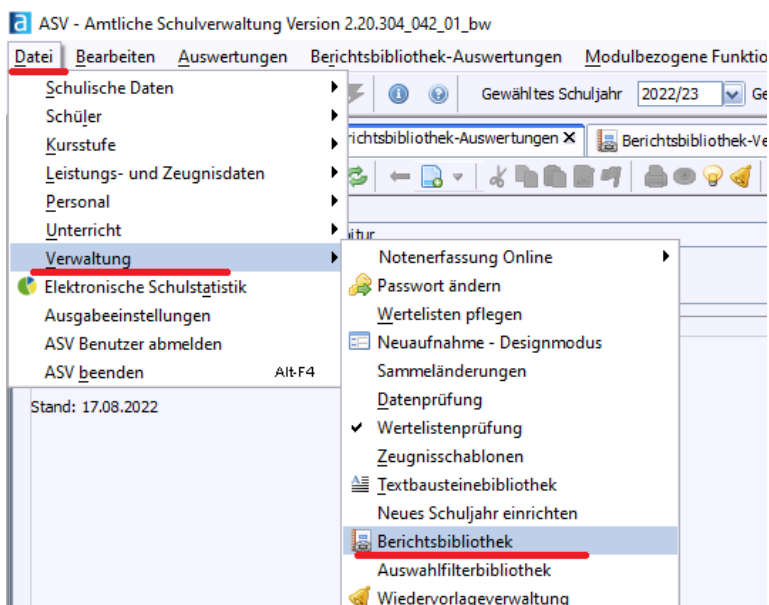 ASV - Amtliche Schulverwaltung Version 2.20.304_042_01_bw
Datei Bearbeiten Auswertungen Berichtsbibliothek-Auswertungen Modulbezogene Funktio
Gewähltes Schuljahr 2022/23 Ge
richtsbibliothek-Auswertungen Berichtsbibliothek-Ve
itur
Schulische Daten
Schüler
Kursstufe
Leistungs- und Zeugnisdaten
Personal
Unterricht
Verwaltung
Elektronische Schulstatistik
Ausgabeeinstellungen
ASV Benutzer abmelden
ASV beenden Alt-F4
Stand: 17.08.2022
Notenerfassung Online
Passwort ändern
Wertelisten pflegen
Neuaufnahme - Designmodus
Sammeländerungen
Datenprüfung
Wertelistenprüfung
Zeugnisschablonen
Textbausteinebibliothek
Neues Schuljahr einrichten
Berichtsbibliothek
Auswahlfilterbibliothek
Wiedervorlageverwaltung